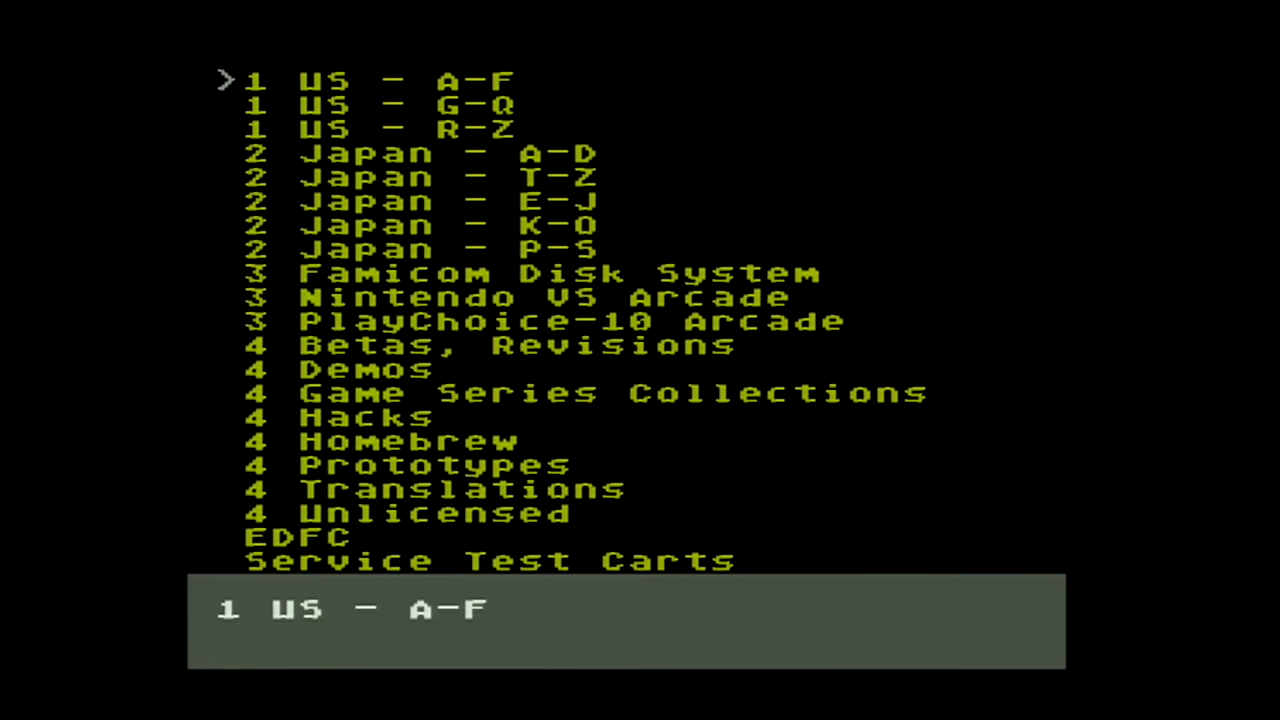 >1 US - A-F
1 US - G-Q
1 US - R-Z
2 Japan - A-D
2 Japan - T-Z
2 Japan - E-J
2 Japan - K-O
2 Japan - P-S
3 Famicom Disk System
3 Nintendo VS Arcade
3 PlayChoice-10 Arcade
4 Betas, Revisions
4 Demos
4 Game Series Collections
4 Hacks
4 Homebrew
4 Prototypes
4 Translations
4 Unlicensed
EDFC
Service Test Carts
1 US - A-F